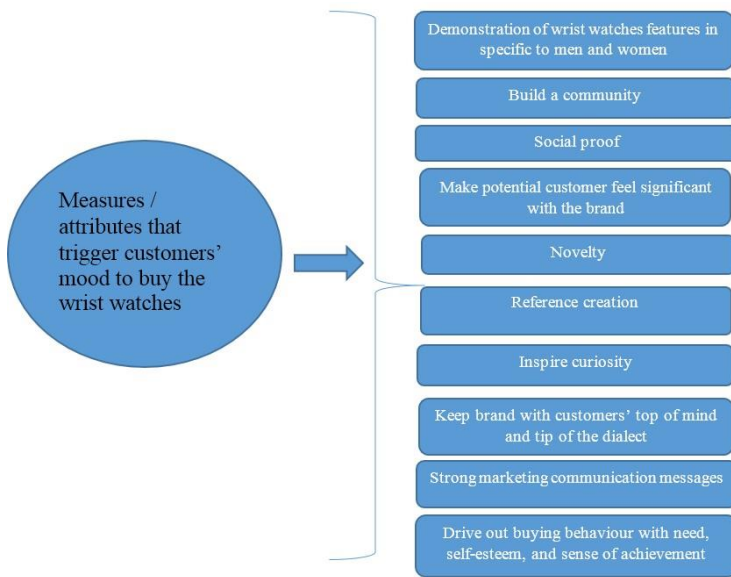 Measures /
attributes that
trigger customers’
mood to buy the
wrist watches
Demonstration of wrist watches features in
specific to men and women
Build a community
Social proof
Make potential customer feel significant
with the brand
Novelty
Reference creation
Inspire curiosity
Keep brand with customers’ top of mind
and tip of the dialect
Strong marketing communication messages
Drive out buying behaviour with need,
self-esteem, and sense of achievement